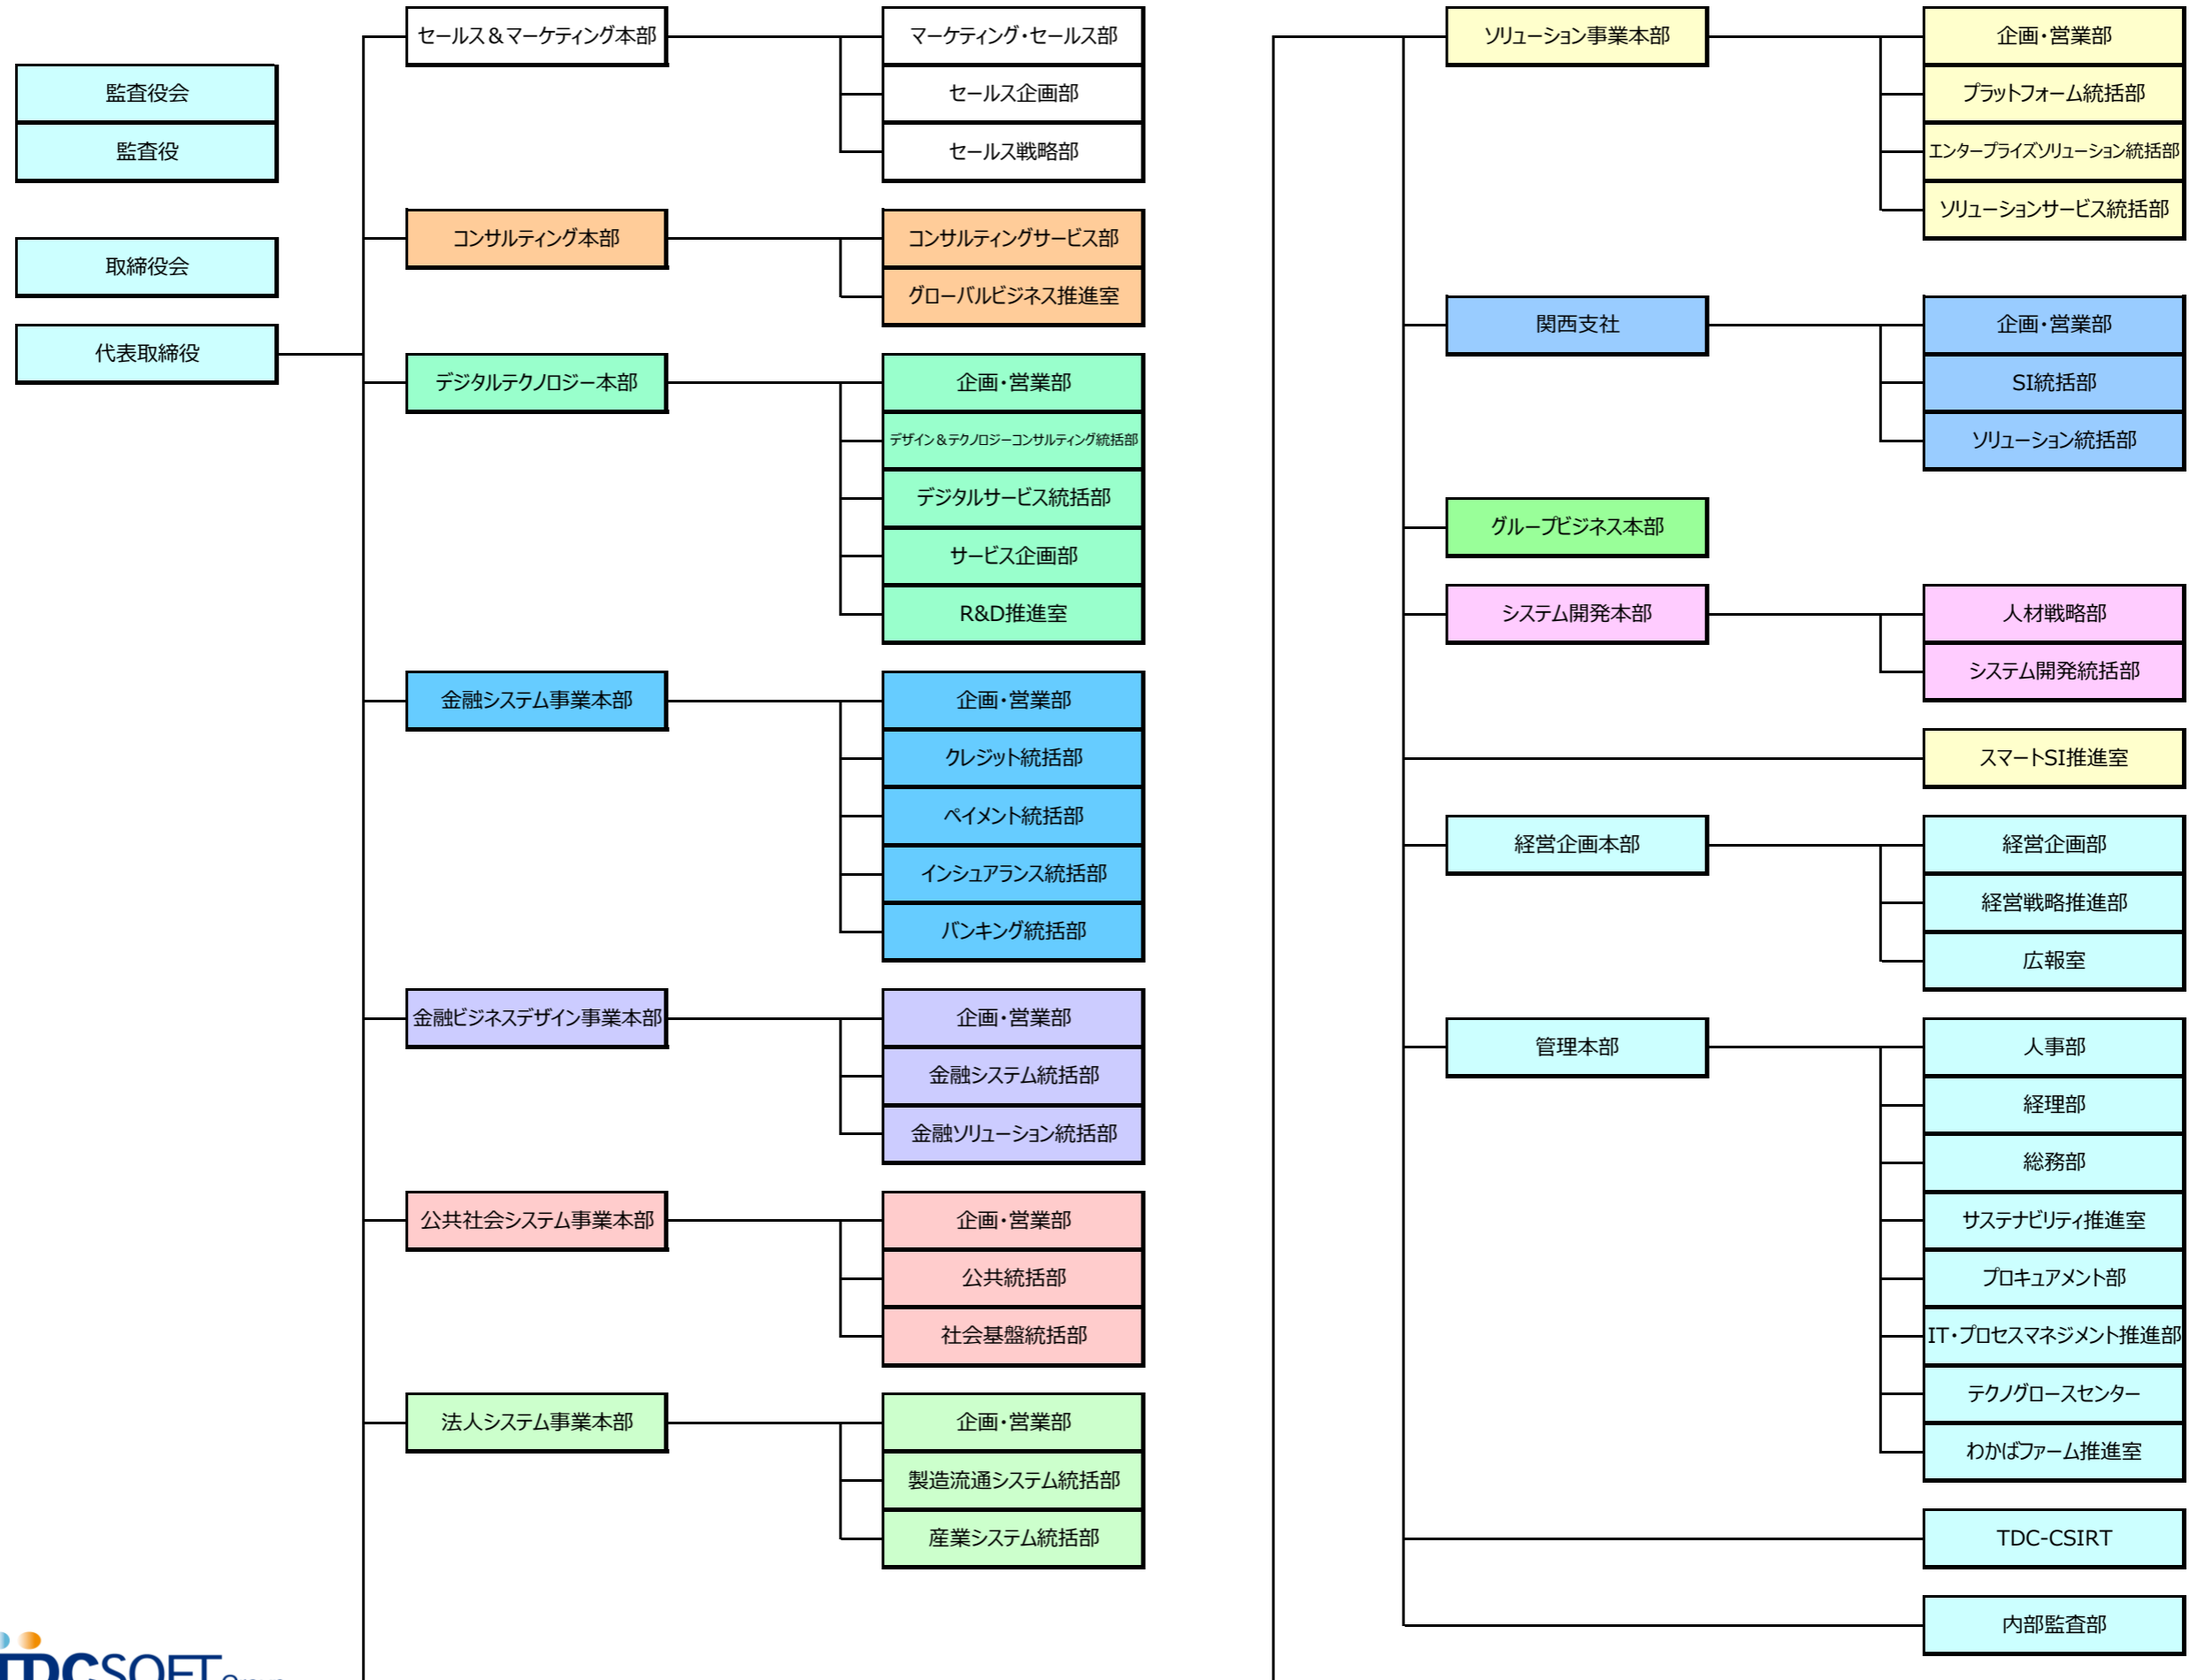 監査役会
監査役
取締役会
代表取締役
セールス＆マーケティング本部
マーケティング・セールス部
セールス企画部
セールス戦略部
コンサルティング本部
コンサルティングサービス部
グローバルビジネス推進室
デジタルテクノロジー本部
企画・営業部
デザイン＆テクノロジーコンサルティング統括部
デジタルサービス統括部
サービス企画部
R&D推進室
金融システム事業本部
企画・営業部
クレジット統括部
ペイメント統括部
インシュアランス統括部
バンキング統括部
金融ビジネスデザイン事業本部
企画・営業部
金融システム統括部
金融ソリューション統括部
公共社会システム事業本部
企画・営業部
公共統括部
社会基盤統括部
法人システム事業本部
企画・営業部
製造流通システム統括部
産業システム統括部
ソリューション事業本部
企画・営業部
プラットフォーム統括部
エンタープライズソリューション統括部
ソリューションサービス統括部
関西支社
企画・営業部
SI統括部
ソリューション統括部
グループビジネス本部
システム開発本部
人材戦略部
システム開発統括部
スマートSI推進室
経営企画本部
経営企画部
経営戦略推進部
広報室
管理本部
人事部
経理部
総務部
サステナビリティ推進室
プロキュアメント部
IT・プロセスマネジメント推進部
テクノグロースセンター
わかばファーム推進室
TDC-CSIRT
内部監査部
TDCSOFT Group